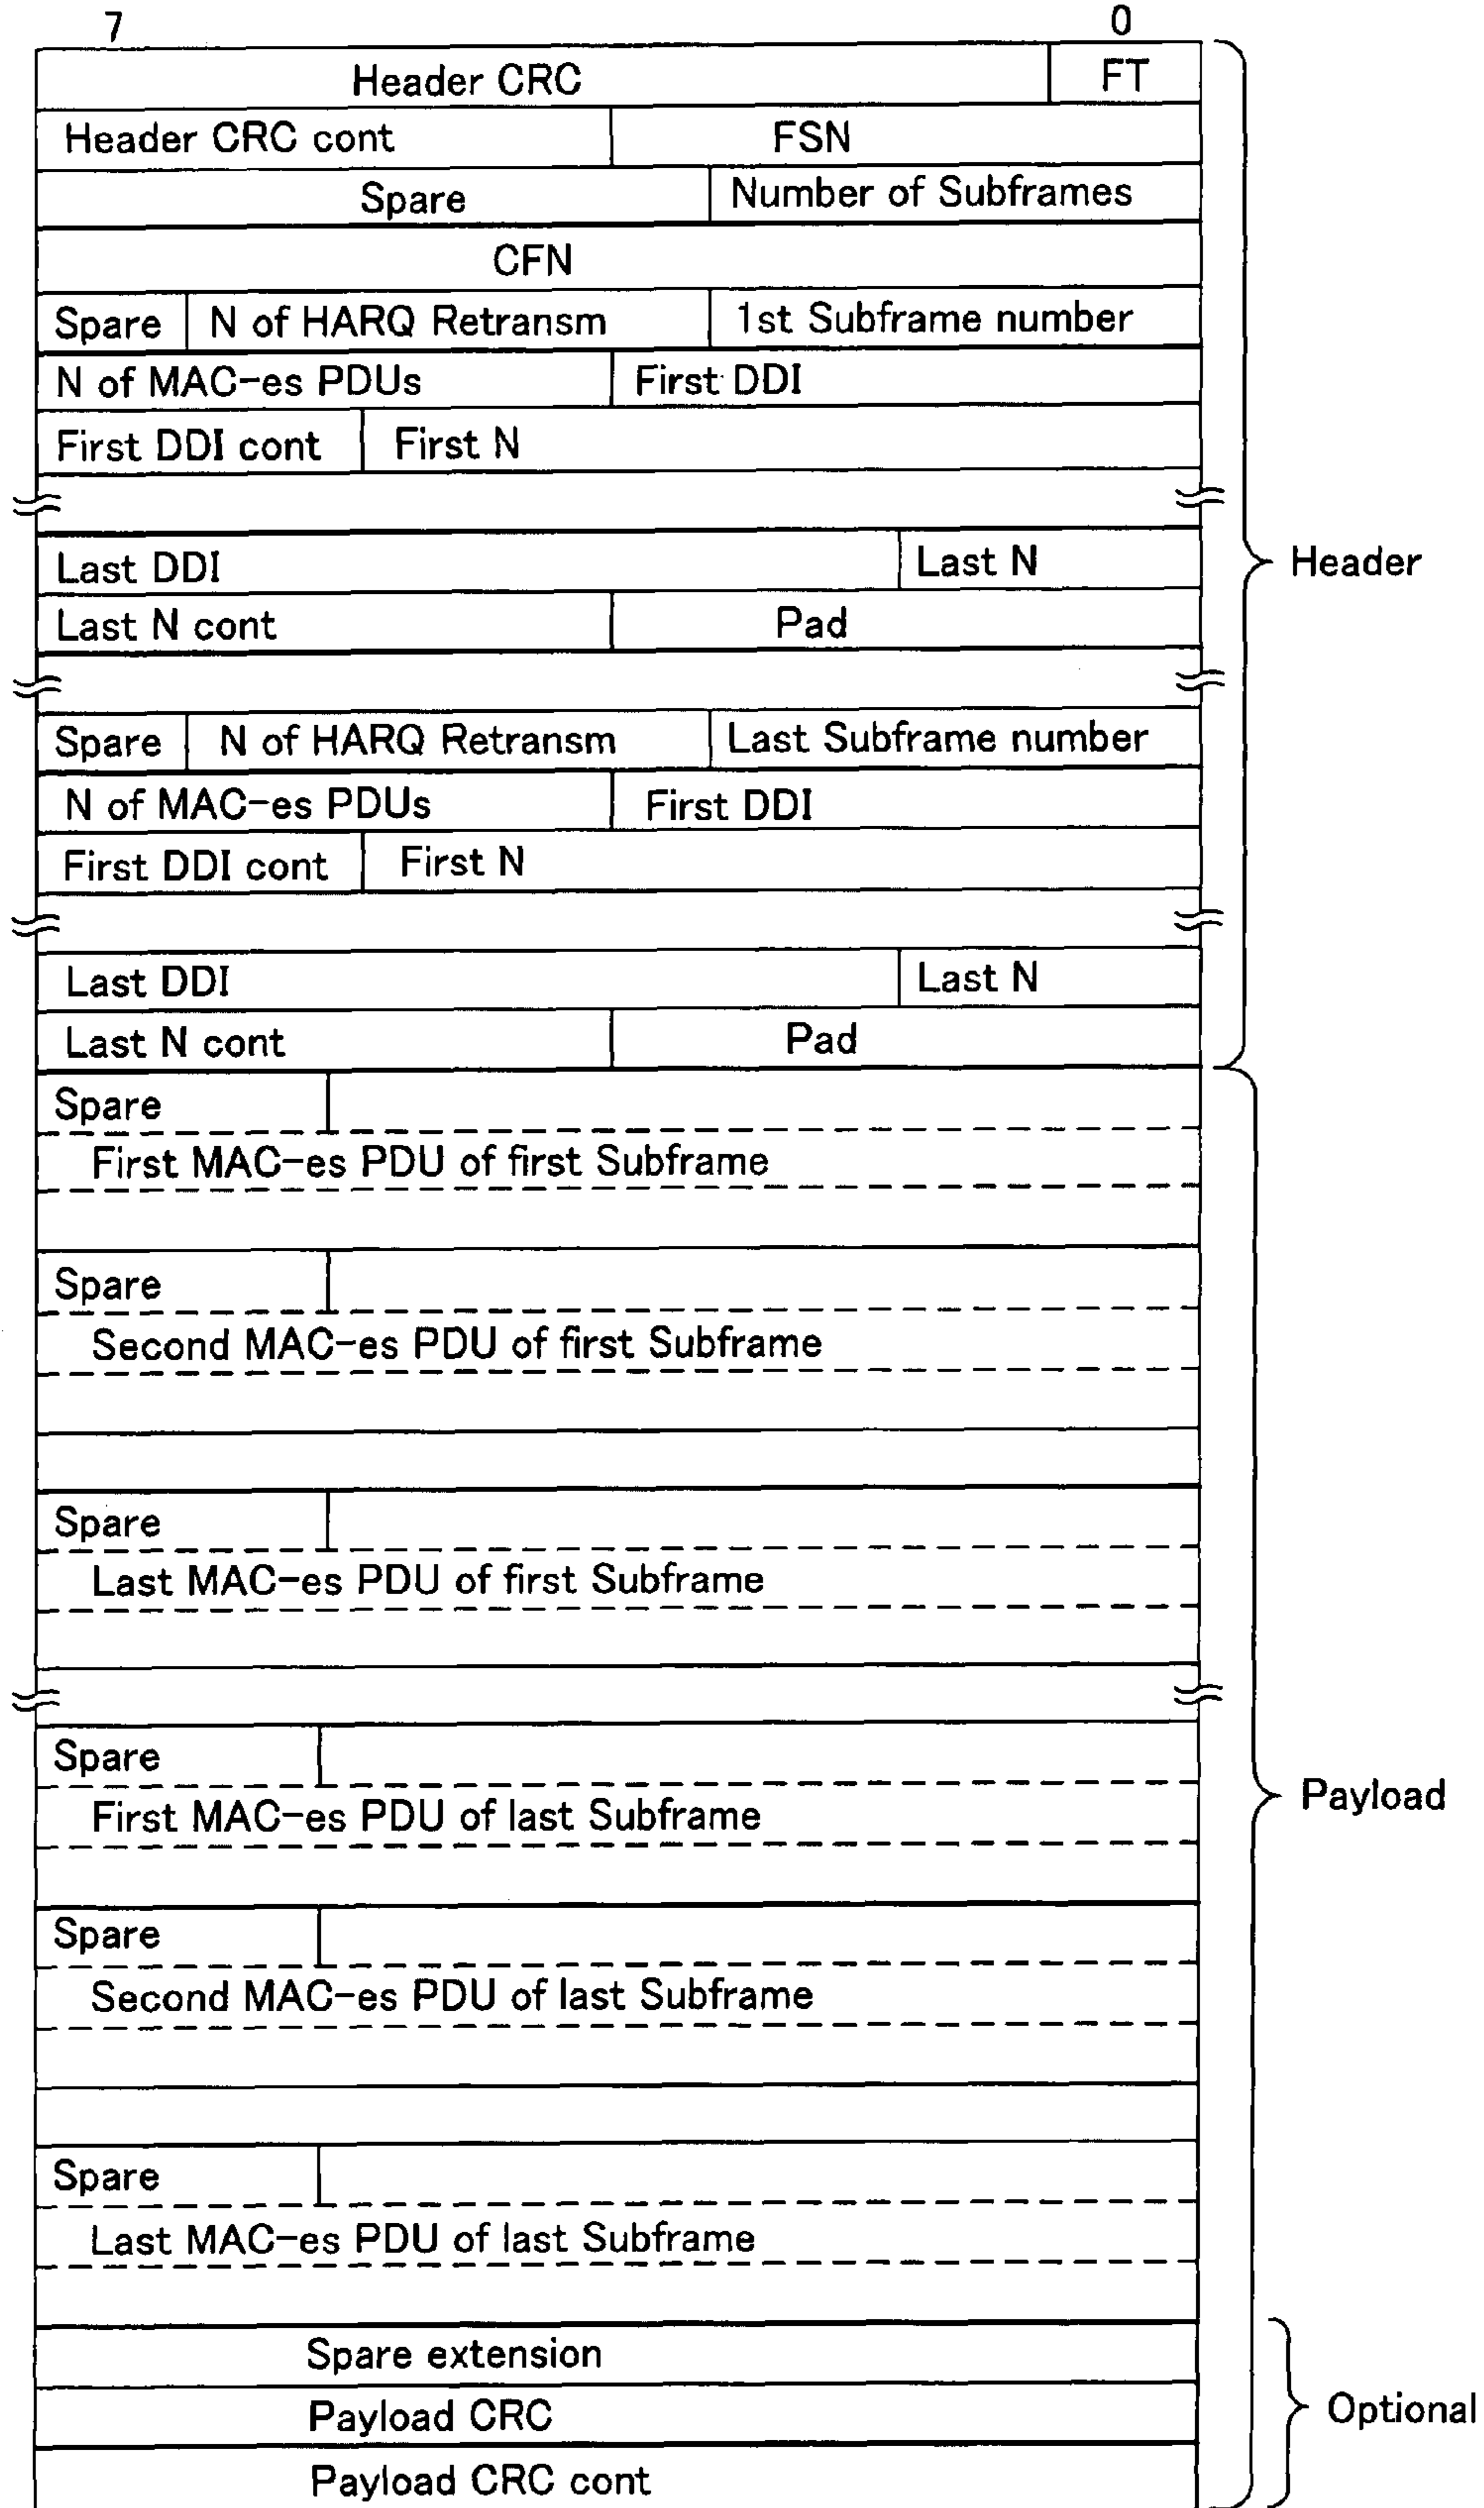 7 0
Header CRC FT
Header CRC cont FSN
Spare Number of Subframes
CFN
Spare N of HARQ Retransm 1st Subframe number
N of MAC-es PDUs First DDI
First DDI cont First N
Last DDI Last N
Header
Last N cont Pad
Spare N of HARQ Retransm Last Subframe number
N of MAC-es PDUs First DDI
First DDI cont First N
Last DDI Last N
Last N cont Pad
Spare
First MAC-es PDU of first Subframe
Spare
Second MAC-es PDU of first Subframe
Spare
Last MAC-es PDU of first Subframe
Spare
Payload
First MAC-es PDU of last Subframe
Spare
Second MAC-es PDU of last Subframe
Spare
Last MAC-es PDU of last Subframe
Spare extension
Payload CRC
Optional
Payload CRC cont